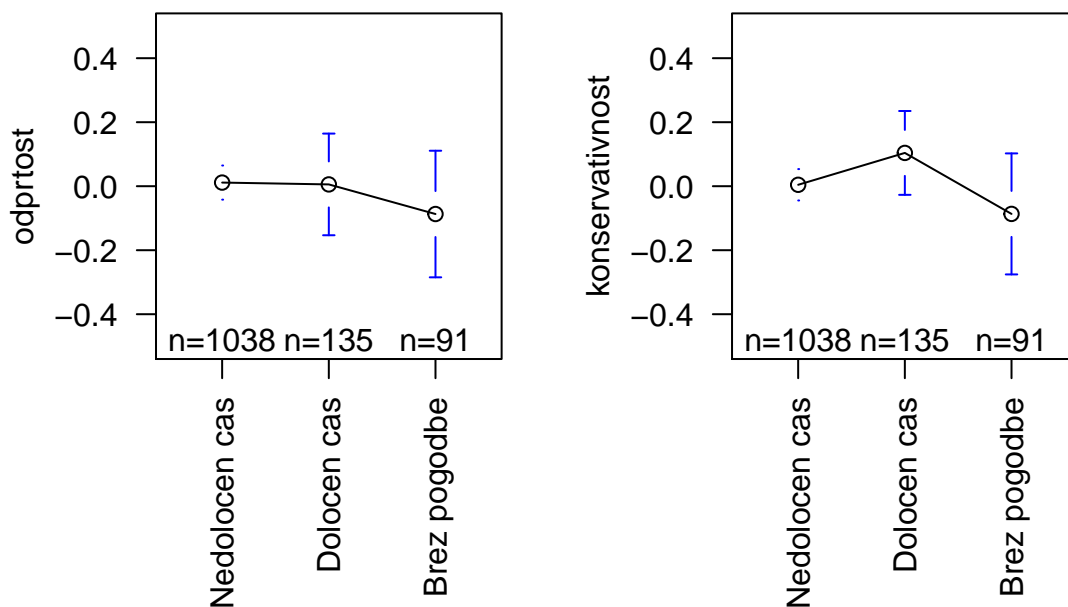 odprtost
0.4
0.2
0.0
−0.2
−0.4
n=1038 n=135 n=91
Nedolocen cas
Dolocen cas
Brez pogodbe
konservativnost
0.4
0.2
0.0
−0.2
−0.4
n=1038 n=135 n=91
Nedolocen cas
Dolocen cas
Brez pogodbe